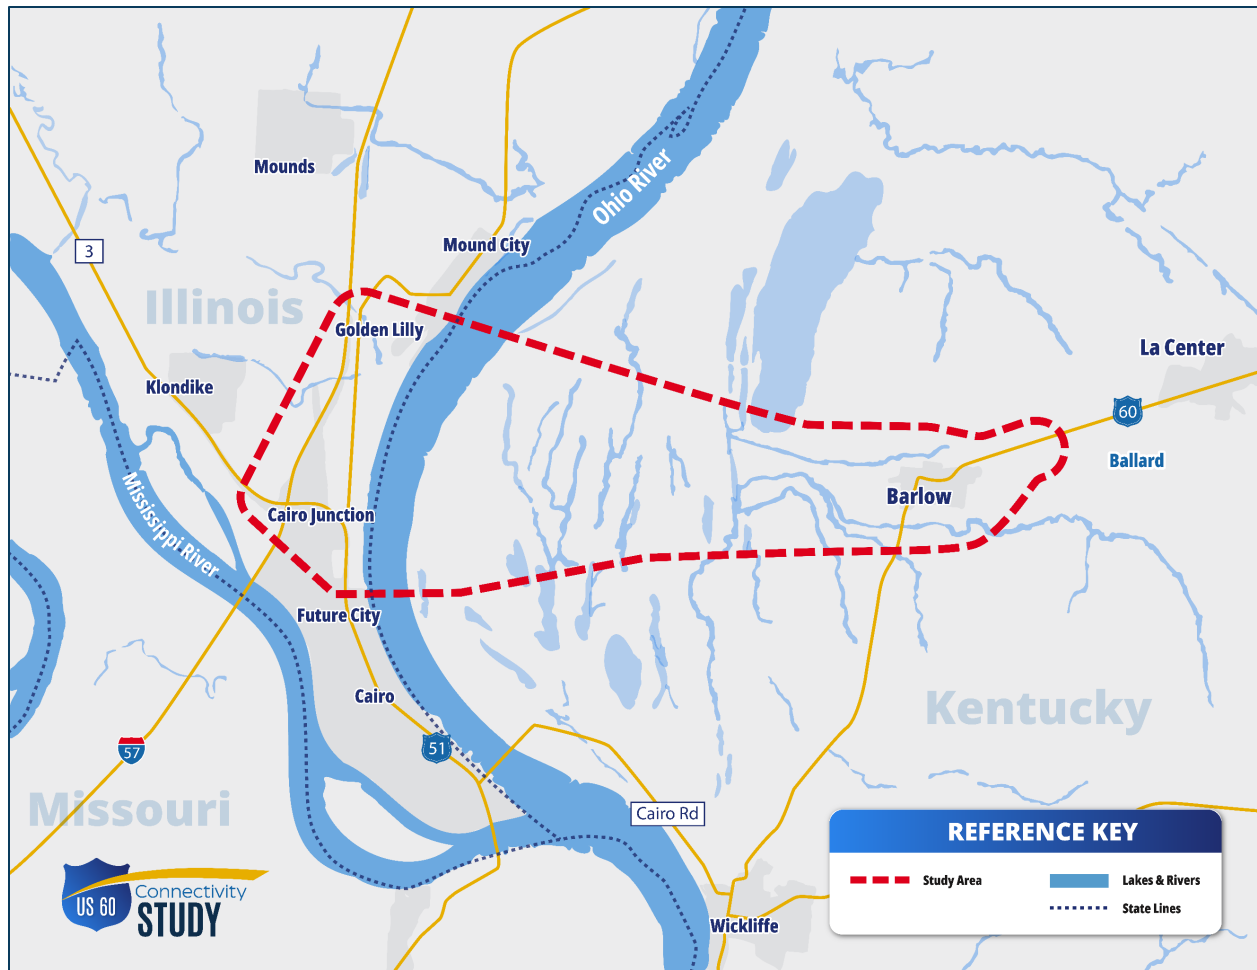 Mounds
Ohio River
Mound City
3
Illinois
Golden Lilly
La Center
Klondike
60
Ballard
Barlow
Mississippi River
Cairo Junction
Future City
Cairo
Kentucky
57
51
Missouri
Cairo Rd
REFERENCE KEY
Study Area
Lakes & Rivers
State Lines
US 60
Connectivity
STUDY
Wickliffe